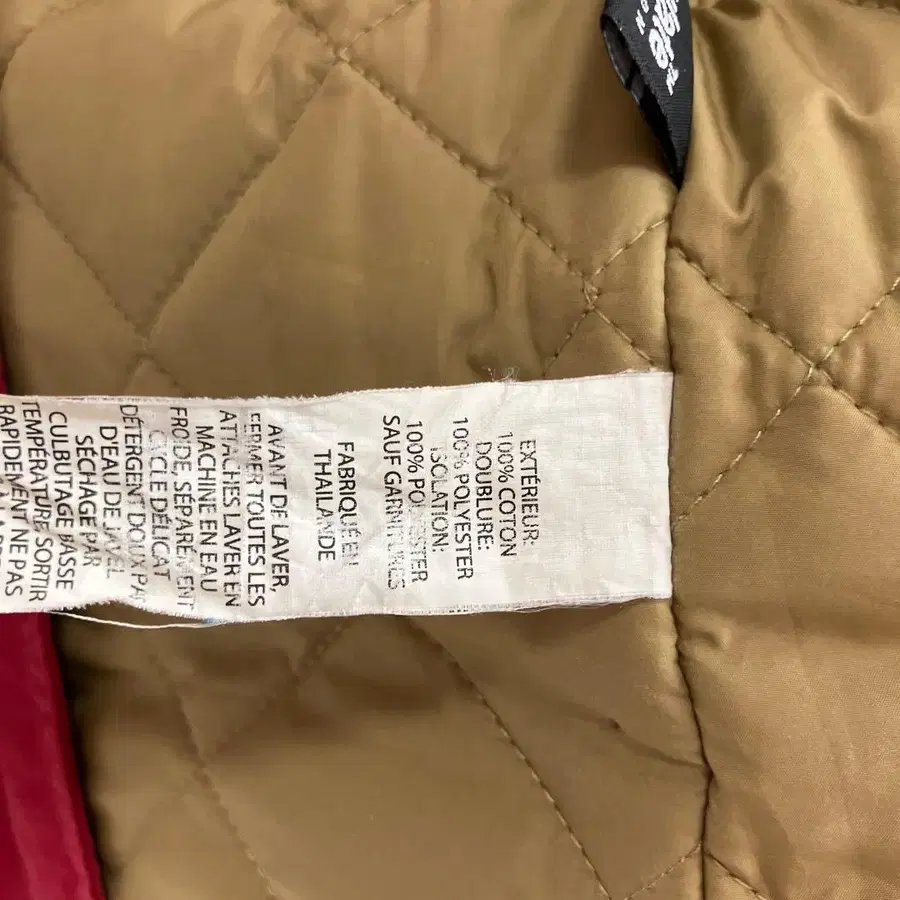 EXTÉRIEUR:
100% COTON
DOUBLURE:
100% POLYESTER
ISOLATION:
100% POLYESTER
SAUF GARNITURES
FABRIQUÉ EN
THAILANDE
AVANT DE LAVER,
FERMER TOUTES LES
ATTACHES LAVER EN
MACHINE EN EAU
FROIDE, SÉPARÉMENT
CYCLE DÉLICAT
DÉTERGENT DOUX PAS
D'EAU DE JAVEL
SÉCHAGE PAR
CULBUTAGE BASSE
TEMPÉRATURE SORTIR
RAPIDEMENT NE PAS